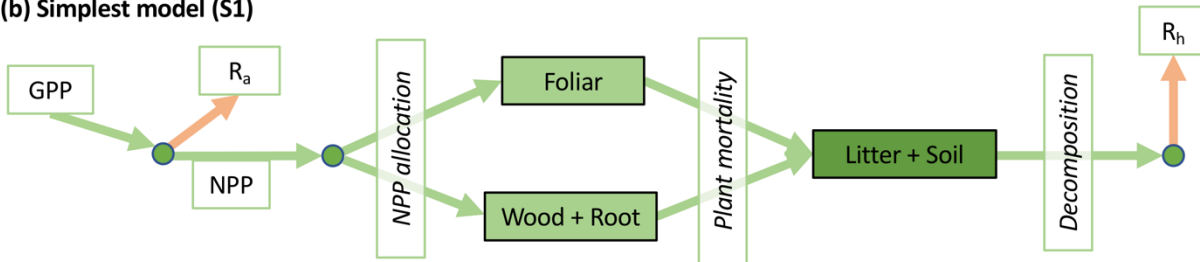 (b) Simplest model (S1)
GPP
Ra
NPP
NPP allocation
Foliar
Wood + Root
Plant mortality
Litter + Soil
Decomposition
Rh